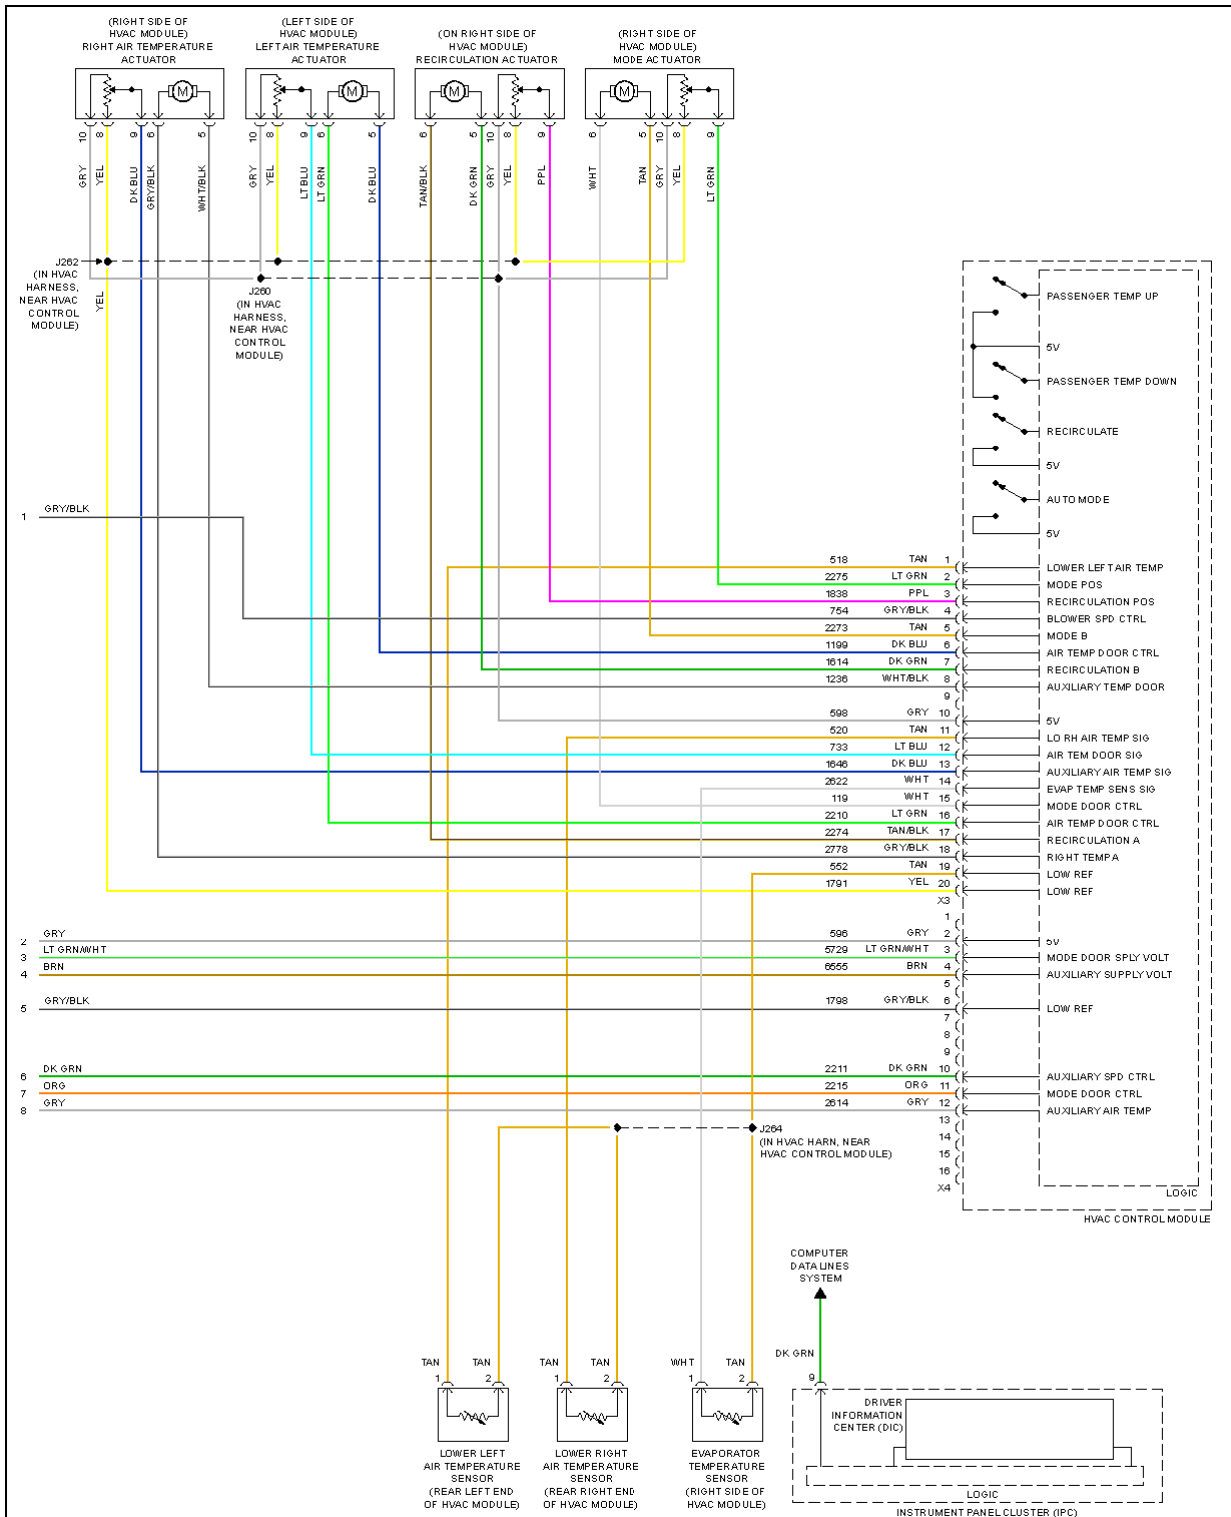 (RIGHT SIDE OF
HVAC MODULE)
RIGHT AIR TEMPERATURE
ACTUATOR
(LEFT SIDE OF
HVAC MODULE)
LEFT AIR TEMPERATURE
ACTUATOR
(ON RIGHT SIDE OF
HVAC MODULE)
RECIRCULATION ACTUATOR
(RIGHT SIDE OF
HVAC MODULE)
MODE ACTUATOR
M M M M
10 8 9 6 5 10 8 9 6 5 6 5 10 8 9 6 5 10 8 9
GRY YEL DK BLU GRY/BLK WHT/BLK GRY YEL LT BLU LT GRN DK BLU TAN/BLK DK GRN GRY YEL PPL WHT TAN GRY YEL LT GRN
J262
(IN HVAC
HARNESS,
NEAR HVAC
CONTROL
MODULE)
YEL
J260
(IN HVAC
HARNESS,
NEAR HVAC
CONTROL
MODULE)
PASSENGER TEMP UP
5V
PASSENGER TEMP DOWN
RECIRCULATE
5V
AUTO MODE
5V
1 GRY/BLK
518 TAN 1 LOWER LEFT AIR TEMP
2275 LT GRN 2 MODE POS
1838 PPL 3 RECIRCULATION POS
754 GRY/BLK 4 BLOWER SPD CTRL
2273 TAN 5 MODE B
1199 DK BLU 6 AIR TEMP DOOR CTRL
1614 DK GRN 7 RECIRCULATION B
1236 WHT/BLK 8 AUXILIARY TEMP DOOR
9
598 GRY 10 5V
520 TAN 11 LO RH AIR TEMP SIG
733 LT BLU 12 AIR TEM DOOR SIG
1646 DK BLU 13 AUXILIARY AIR TEMP SIG
2622 WHT 14 EVAP TEMP SENS SIG
119 WHT 15 MODE DOOR CTRL
2210 LT GRN 16 AIR TEMP DOOR CTRL
2274 TAN/BLK 17 RECIRCULATION A
2778 GRY/BLK 18 RIGHT TEMP A
552 TAN 19 LOW REF
1791 YEL 20 LOW REF
X3
1
2 GRY 596 GRY 2 5V
3 LT GRN/WHT 5729 LT GRN/WHT 3 MODE DOOR SPLY VOLT
4 BRN 6555 BRN 4 AUXILIARY SUPPLY VOLT
5
5 GRY/BLK 1798 GRY/BLK 6 LOW REF
7
8
9
6 DK GRN 2211 DK GRN 10 AUXILIARY SPD CTRL
7 ORG 2215 ORG 11 MODE DOOR CTRL
8 GRY 2614 GRY 12 AUXILIARY AIR TEMP
13
14
15
16
X4
J264
(IN HVAC HARN, NEAR
HVAC CONTROL MODULE)
LOGIC
HVAC CONTROL MODULE
COMPUTER
DATA LINES
SYSTEM
DK GRN
9
TAN TAN TAN TAN WHT TAN
1 2 1 2 1 2
LOWER LEFT
AIR TEMPERATURE
SENSOR
(REAR LEFT END
OF HVAC MODULE)
LOWER RIGHT
AIR TEMPERATURE
SENSOR
(REAR RIGHT END
OF HVAC MODULE)
EVAPORATOR
TEMPERATURE
SENSOR
(RIGHT SIDE OF
HVAC MODULE)
DRIVER
INFORMATION
CENTER (DIC)
LOGIC
INSTRUMENT PANEL CLUSTER (IPC)